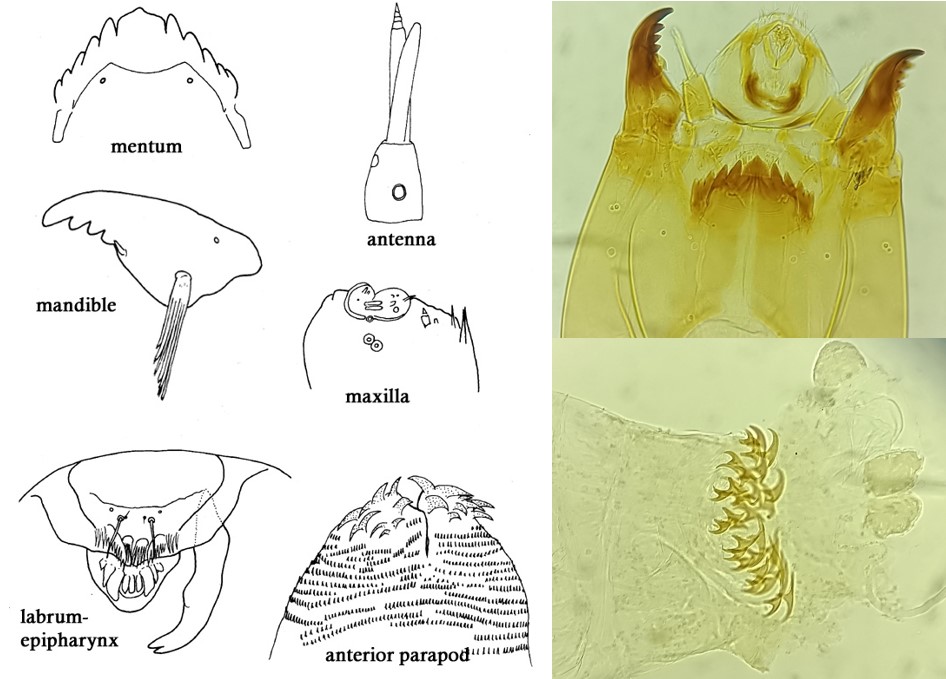 mentum
antenna
mandible
maxilla
labrum-
epipharynx
anterior parapod